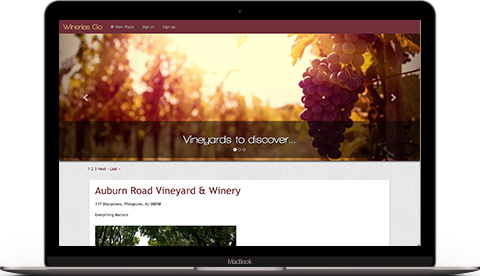 Wineries Go + New Place Sign in Sign up
Vineyards to discover...
1 2 3 Next › Last »
Auburn Road Vineyard & Winery
117 Sharptown, Pilesgrove, NJ 08098
Everything Matters
MacBook